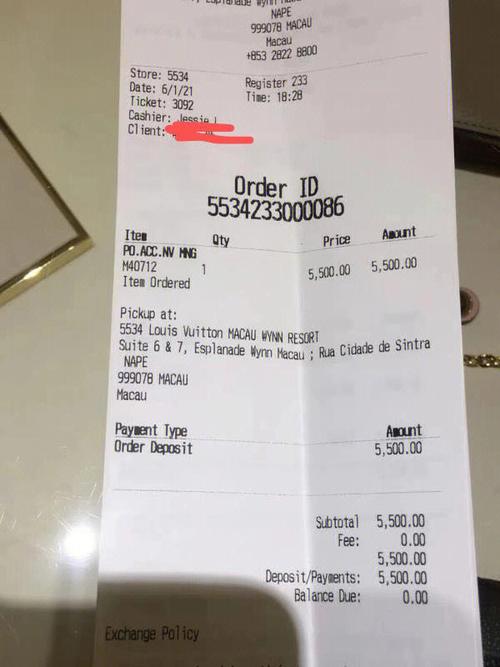 Esplanade Wynn
NAPE
999078 MACAU
Macau
+853 2822 8800
Store: 5534 Register 233
Date: 6/1/21 Time: 18:28
Ticket: 3092
Cashier: Jessie L
Client:
Order ID
5534233000086
Item Qty Price Amount
PO.ACC.NV MNG
M40712 1 5,500.00 5,500.00
Item Ordered
Pickup at:
5534 Louis Vuitton MACAU WYNN RESORT
Suite 6 & 7, Esplanade Wynn Macau ; Rua Cidade de Sintra
NAPE
999078 MACAU
Macau
Payment Type Amount
Order Deposit 5,500.00
Subtotal 5,500.00
Fee: 0.00
5,500.00
Deposit/Payments: 5,500.00
Balance Due: 0.00
Exchange Policy